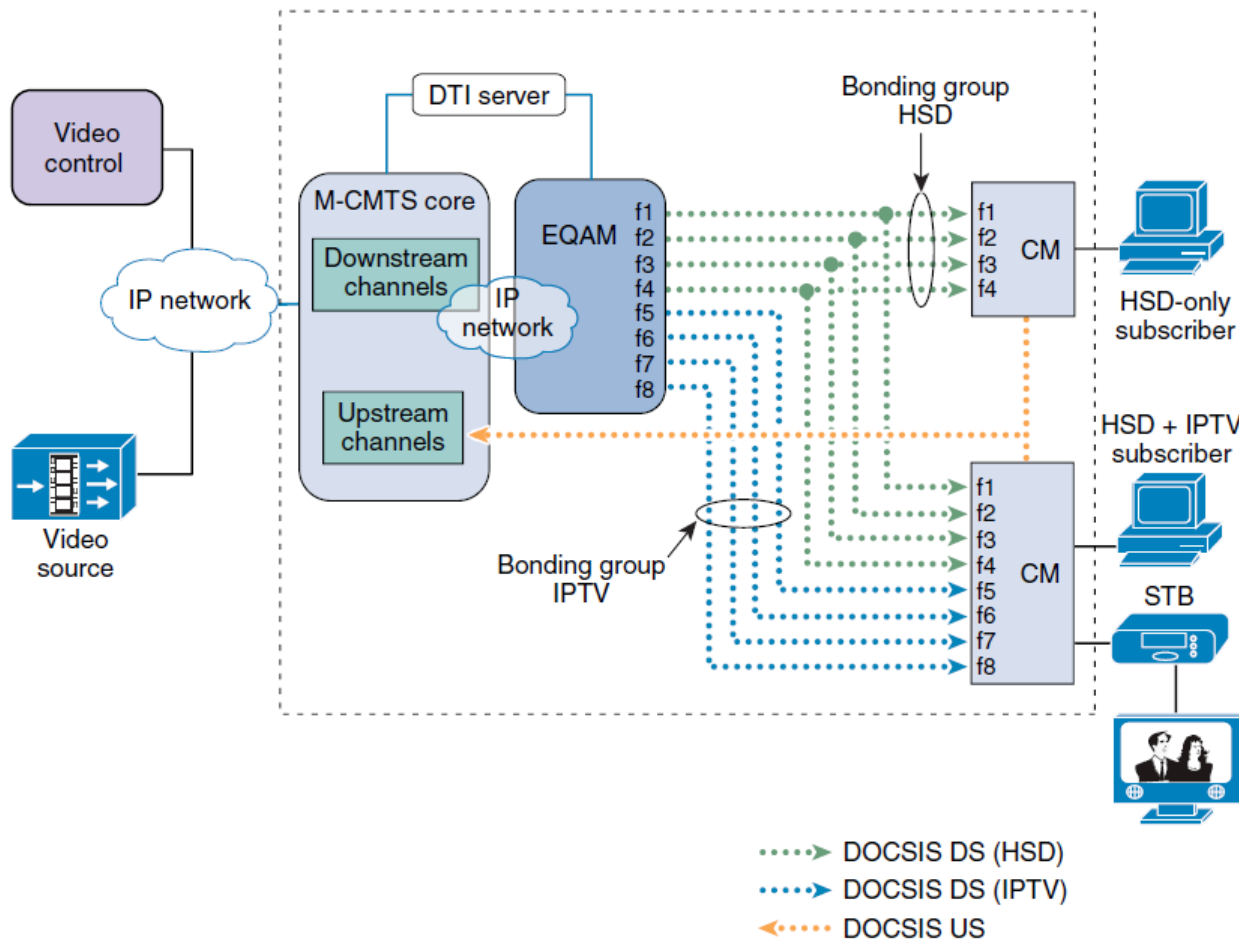 DTI server
Bonding group
HSD
Video
control
M-CMTS core
EQAM
f1
f2
f3
f4
f5
f6
f7
f8
f1
f2
f3
f4
CM
Downstream
channels
IP
network
IP network
HSD-only
subscriber
Upstream
channels
HSD + IPTV
subscriber
Video
source
Bonding group
IPTV
f1
f2
f3
f4
f5
f6
f7
f8
CM
STB
DOCSIS DS (HSD)
DOCSIS DS (IPTV)
DOCSIS US